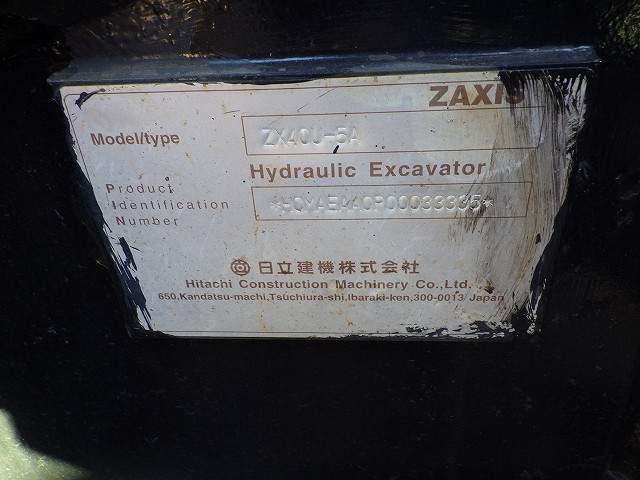 ZAXIS
Model/type ZX40U-5A
Hydraulic Excavator
Product
Identification
Number
日立建機株式会社
Hitachi Construction Machinery Co.,Ltd.
650,Kandatsu-machi,Tsuchiura-shi,Ibaraki-ken,300-0013 Japan